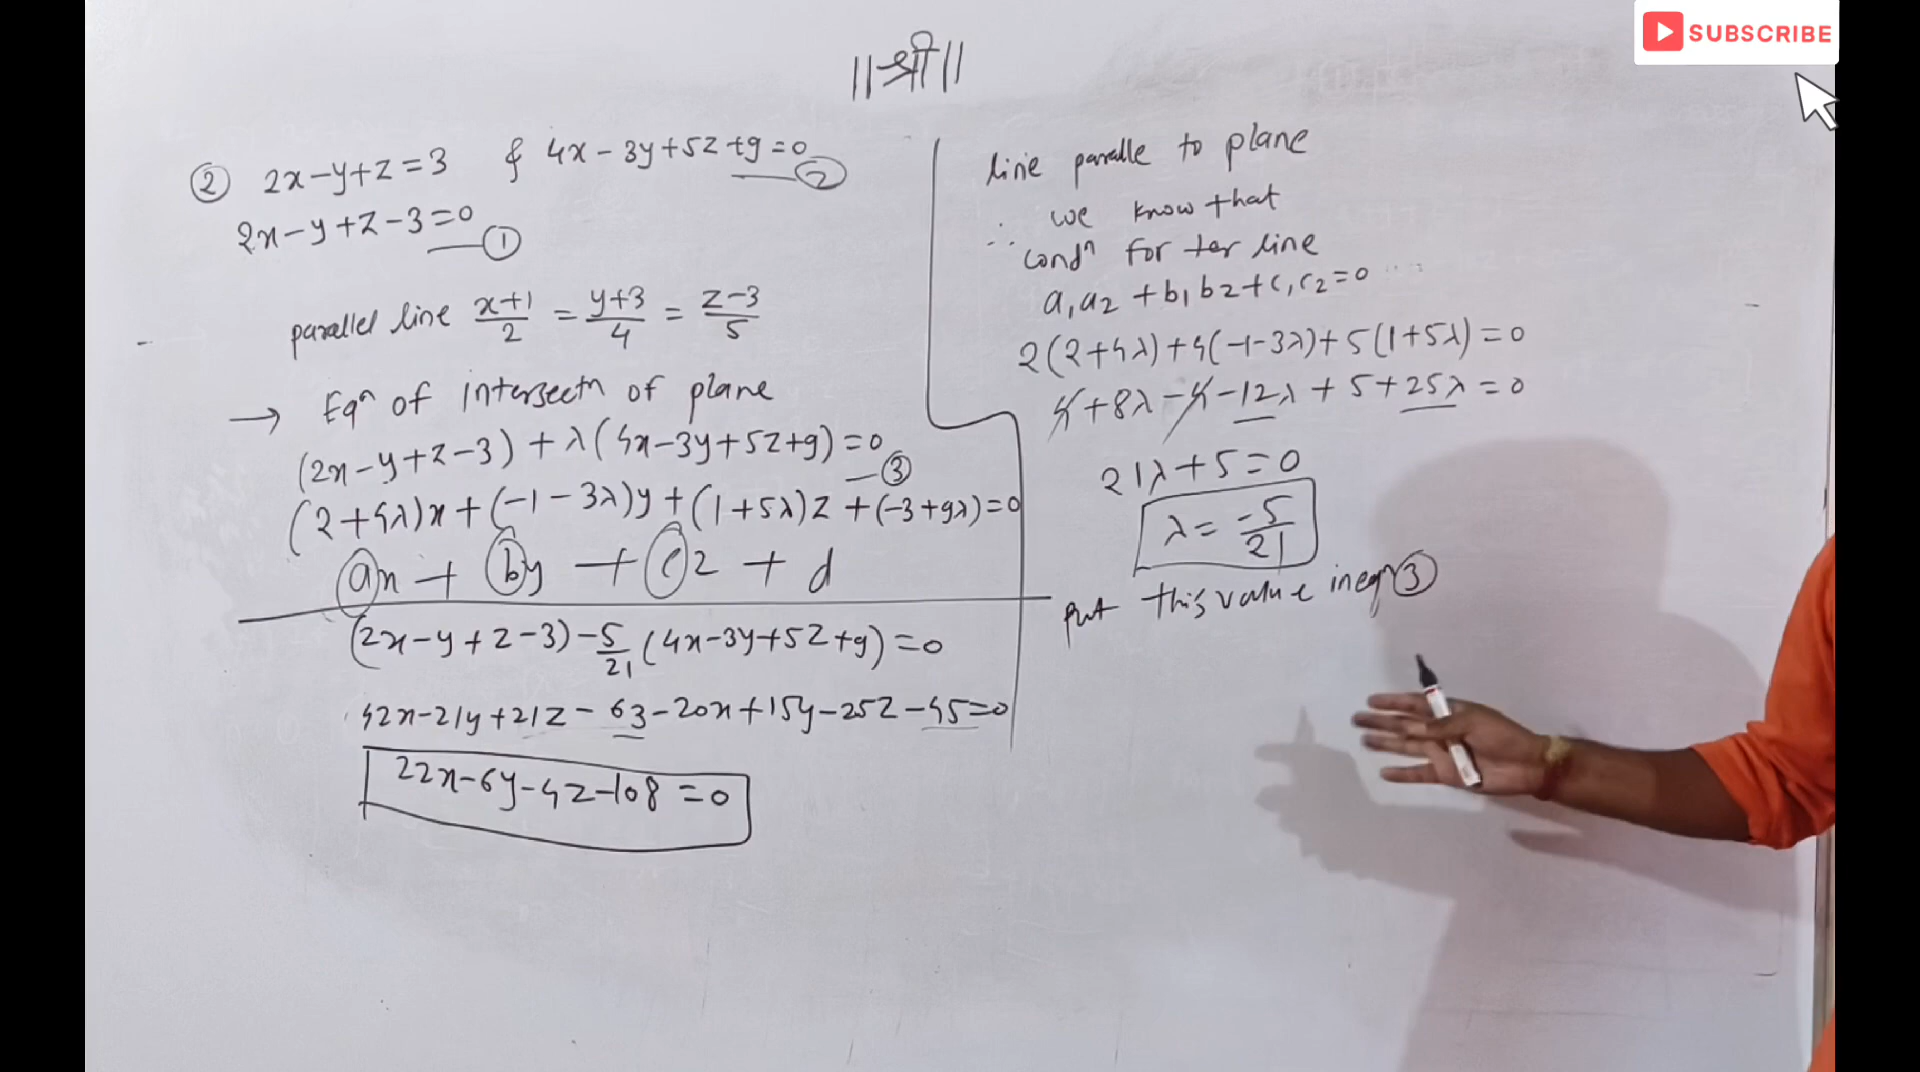 SUBSCRIBE
||श्री||
② 2x-y+z=3 & 4x-3y+5z+9=0 —②
2x-y+z-3=0 —①
parallel line x+1/2 = y+3/4 = z-3/5
→ Eqⁿ of intersectn of plane
(2x-y+z-3)+λ(4x-3y+5z+9)=0 —③
(2+4λ)x+(-1-3λ)y+(1+5λ)z+(-3+9λ)=0
ax + by + cz + d
(2x-y+z-3)-5/21(4x-3y+5z+9)=0
42x-21y+21z-63-20x+15y-25z-45=0
22x-6y-4z-108=0
line paralle to plane
∴ we know that
condⁿ for ter line
a₁a₂+b₁b₂+c₁c₂=0
2(2+4λ)+4(-1-3λ)+5(1+5λ)=0
4+8λ-4-12λ+5+25λ=0
21λ+5=0
λ=-5/21
put this value in eqⁿ③